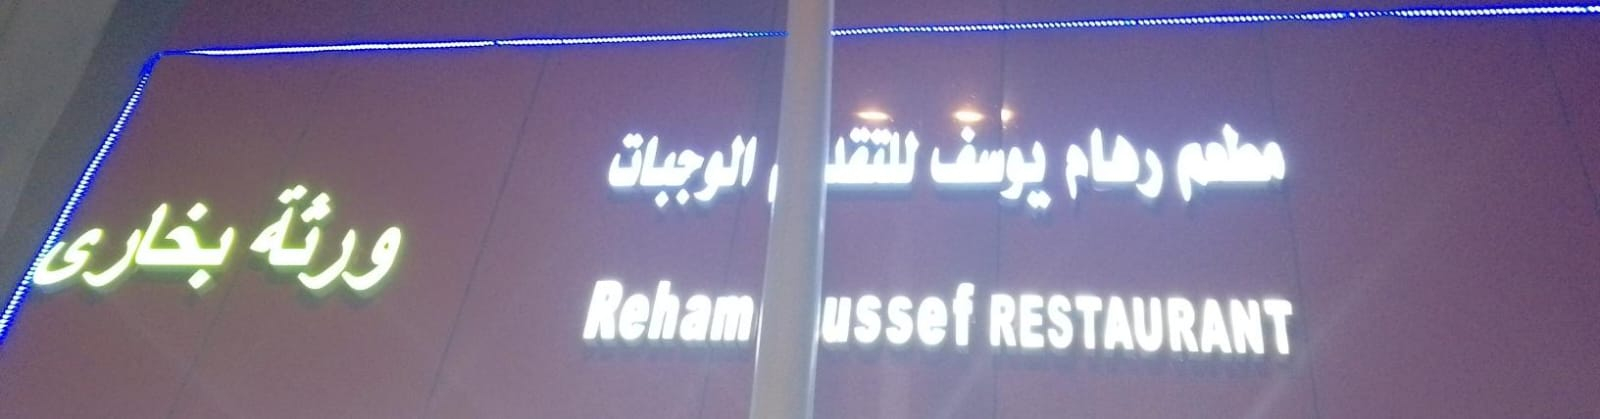 مطعم رهام يوسف الوجبات
ورثة بخارى
Reham RESTAURANT